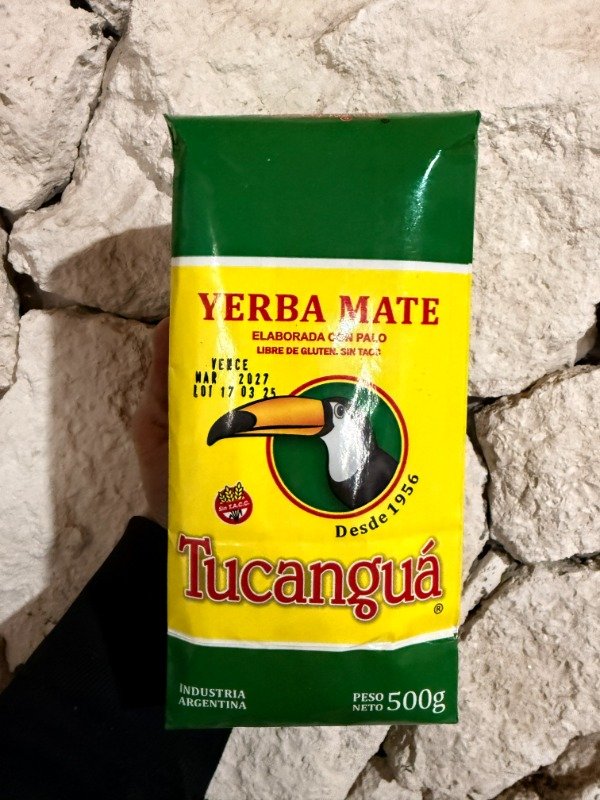 YERBA MATE
ELABORADA CON PALO
LIBRE DE GLUTEN. SIN TACC
VENCE
MAR 2027
LOT 17 03 25
Sin T.A.C.C.
Desde 1956
Tucanguá
®
INDUSTRIA
ARGENTINA
PESO
NETO 500g